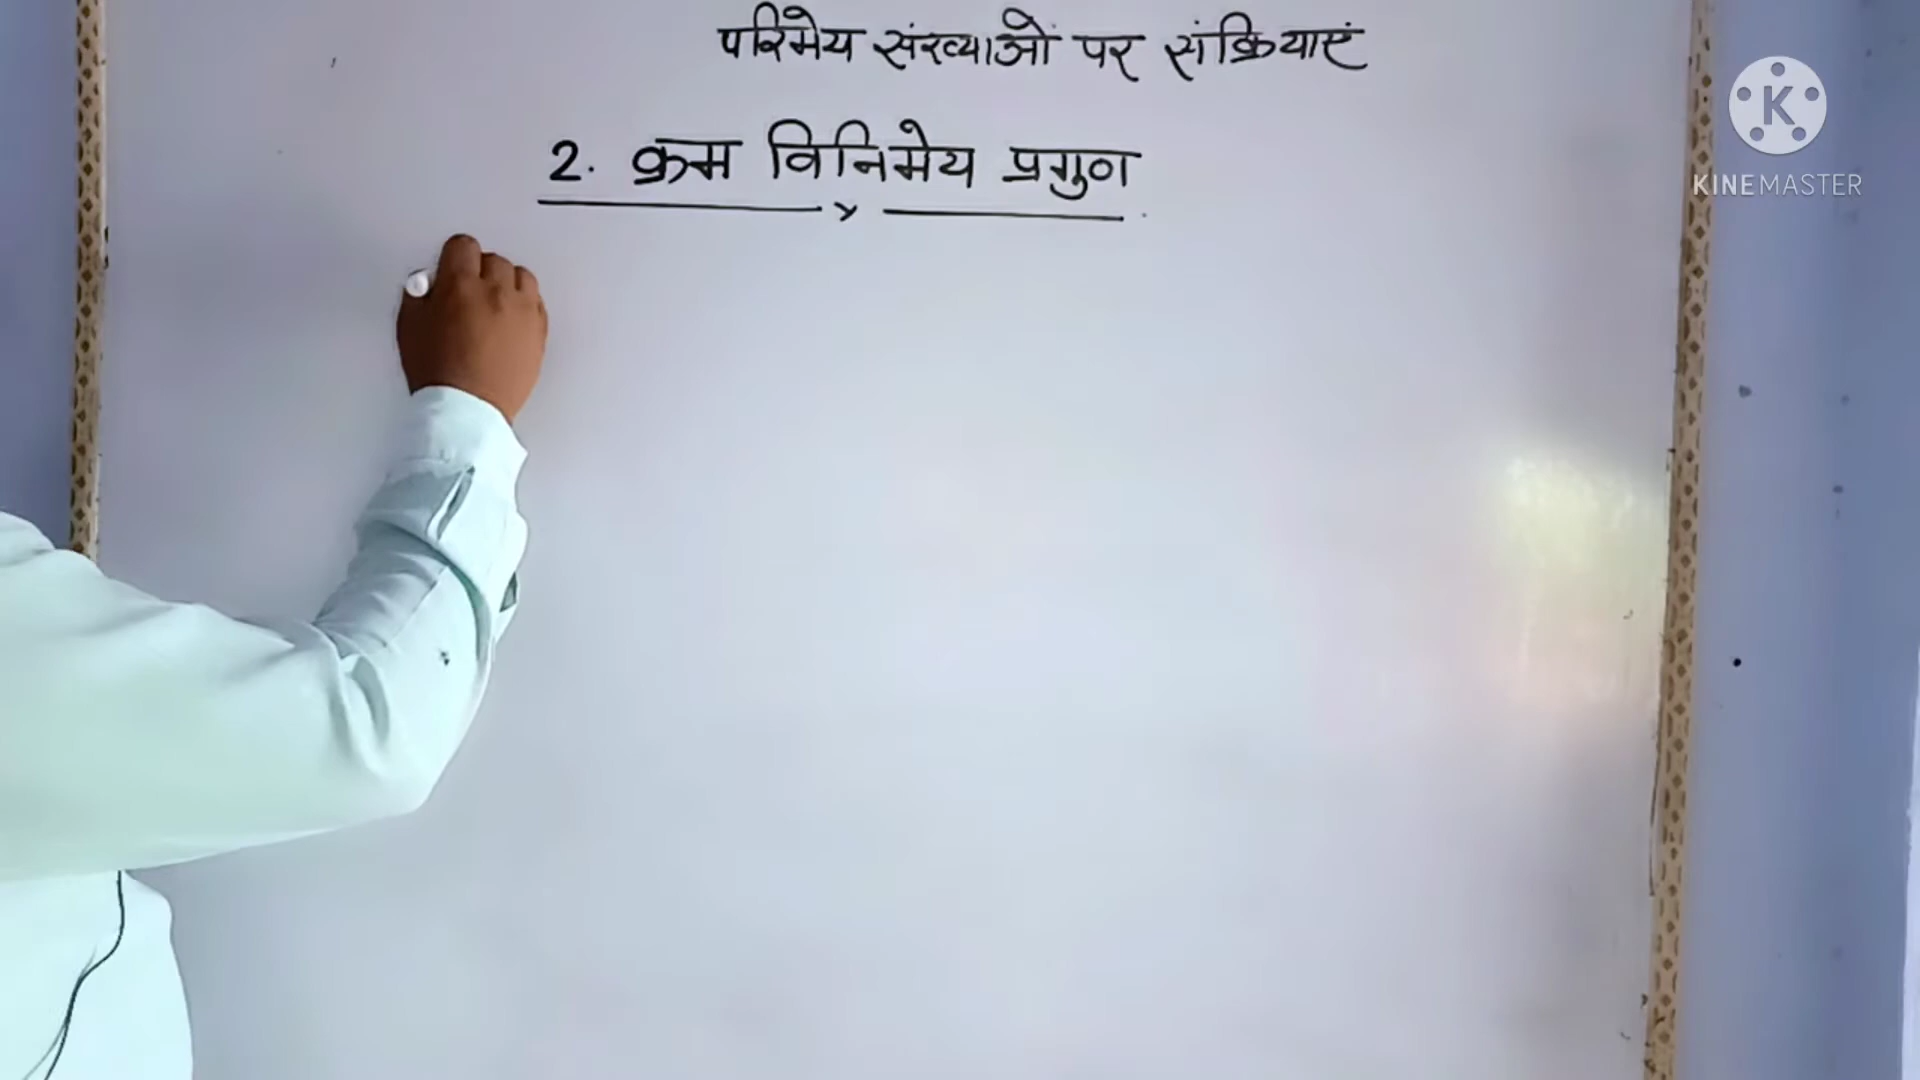 परिमेय संख्याओं पर संक्रियाएं
2. क्रम विनिमेय प्रगुण
K
KINEMASTER